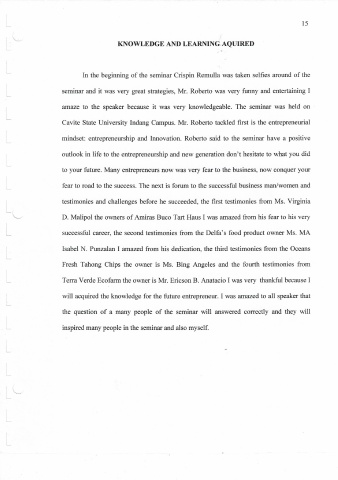 15
KNOWLEDGE AND LEARNING AQUIRED
In the beginning of the seminar Crispin Remulla was taken selfies around of the
seminar and it was very great strategies, Mr. Roberto was very funny and entertaining I
amaze to the speaker because it was very knowledgeable. The seminar was held on
Cavite State University Indang Campus. Mr. Roberto tackled first is the entrepreneurial
mindset: entrepreneurship and Innovation. Roberto said to the seminar have a positive
outlook in life to the entrepreneurship and new generation don't hesitate to what you did
to your future. Many entrepreneurs now was very fear to the business, now conquer your
fear to road to the success. The next is forum to the successful business man/women and
testimonies and challenges before he succeeded, the first testimonies from Ms. Virginia
D. Malipol the owners of Amiras Buco Tart Haus I was amazed from his fear to his very
successful career, the second testimonies from the Delfa's food product owner Ms. MA
Isabel N. Punzalan I amazed from his dedication, the third testimonies from the Oceans
Fresh Tahong Chips the owner is Ms. Bing Angeles and the fourth testimonies from
Terra Verde Ecofarm the owner is Mr. Ericson B. Anatacio I was very thankful because I
will acquired the knowledge for the future entrepreneur. I was amazed to all speaker that
the question of a many people of the seminar will answered correctly and they will
inspired many people in the seminar and also myself.